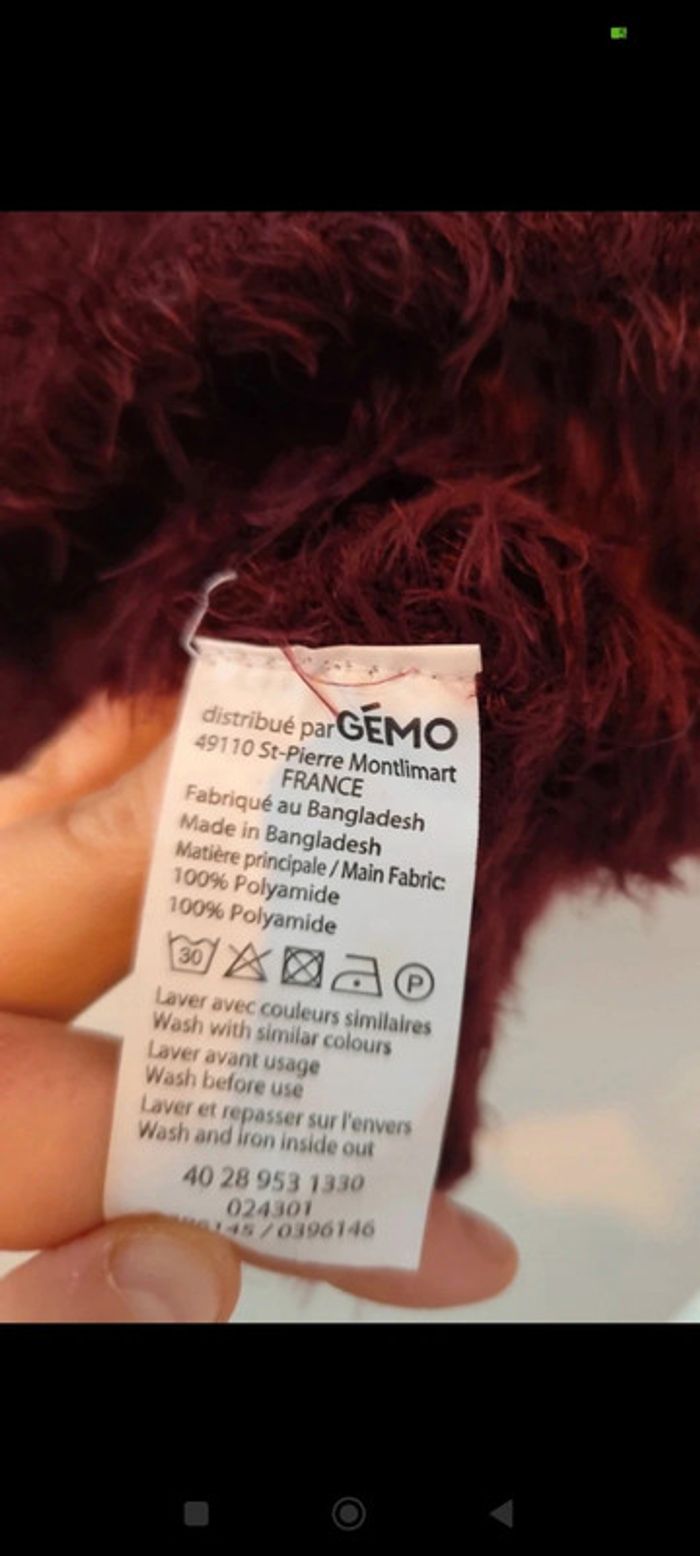 distribué par GÉMO
49110 St-Pierre Montlimart
FRANCE
Fabriqué au Bangladesh
Made in Bangladesh
Matière principale / Main Fabric:
100% Polyamide
100% Polyamide
30 P
Laver avec couleurs similaires
Wash with similar colours
Laver avant usage
Wash before use
Laver et repasser sur l'envers
Wash and iron inside out
40 28 953 1330
024301
/ 0396146